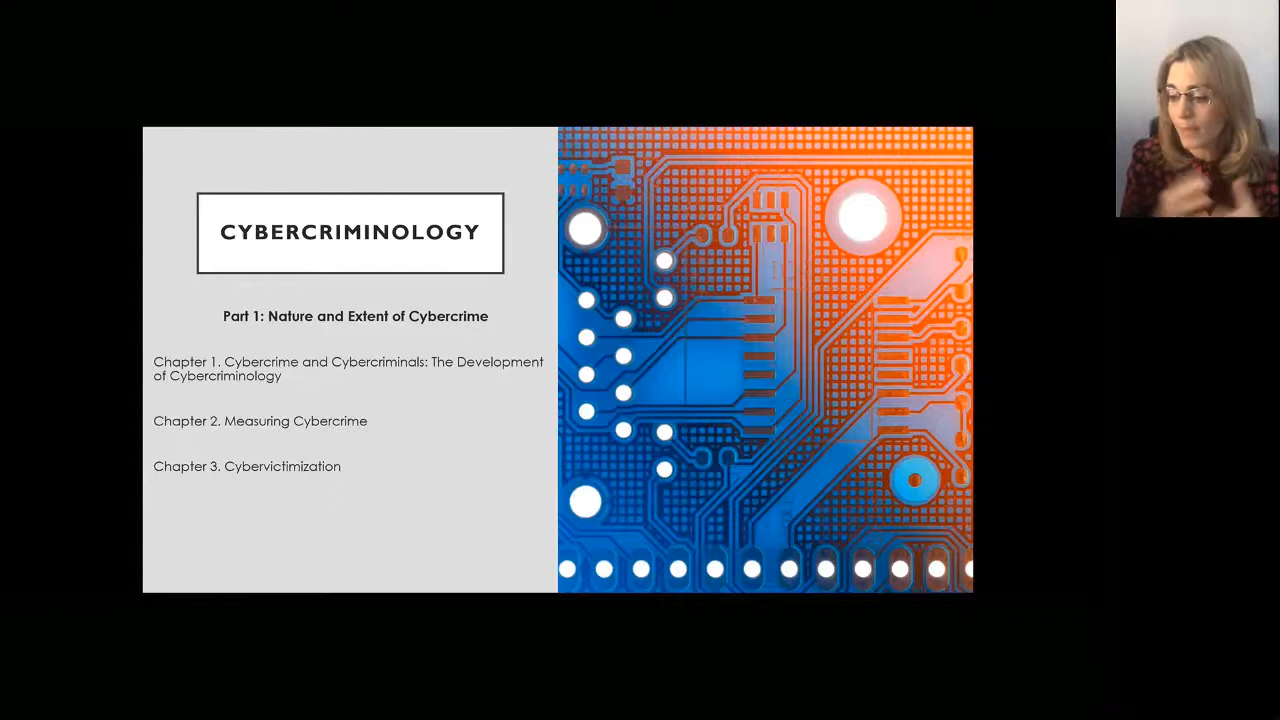 CYBERCRIMINOLOGY
Part 1: Nature and Extent of Cybercrime
Chapter 1. Cybercrime and Cybercriminals: The Development
of Cybercriminology
Chapter 2. Measuring Cybercrime
Chapter 3. Cybervictimization